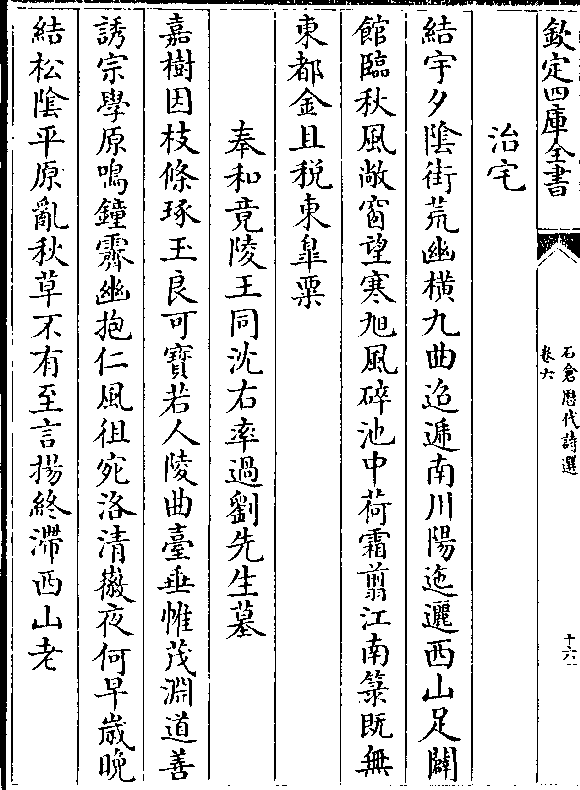 欽定四庫全書
石倉歷代詩選
卷六
十六
治宅
結宇夕陰街荒幽橫九曲迢遞南川陽迤邐西山足闢
館臨秋風敞窗望寒旭風碎池中荷霜翦江南菉既無
東都金且税東臯粟
奉和竟陵王同沈右率過劉先生墓
嘉樹因枝條琢玉良可寶若人陵曲臺垂帷茂淵道善
誘宗學原鳴鐘霽幽抱仁風徂宛洛清徽夜何早歲晚
結松陰平原亂秋草不有至言揚終滯西山老